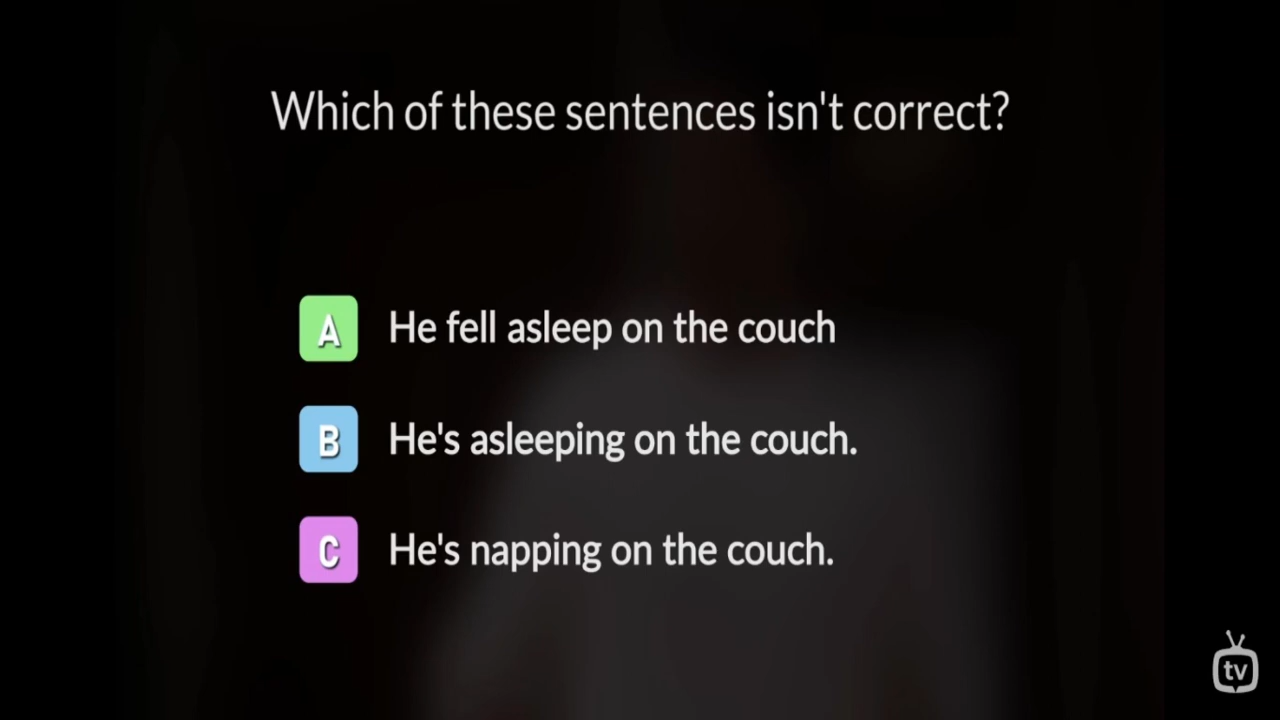 Which of these sentences isn't correct?
A He fell asleep on the couch
B He's asleeping on the couch.
C He's napping on the couch.
tv